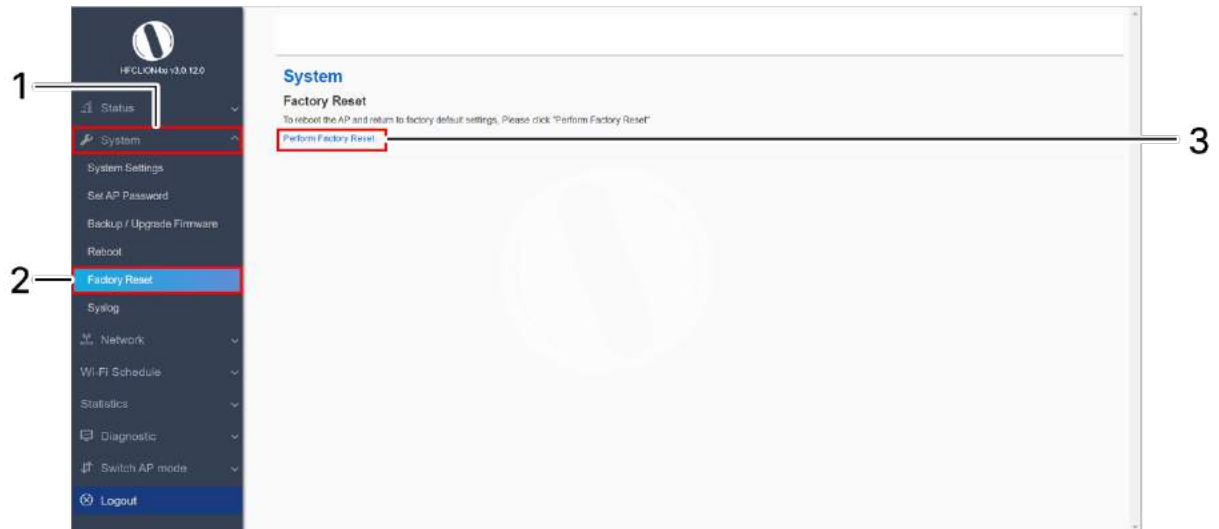 HFCLION4xi v3.0.12.0
1
Status
System
System Settings
Set AP Password
Backup / Upgrade Firmware
Reboot
2
Factory Reset
Syslog
Network
Wi-Fi Schedule
Statistics
Diagnostic
Switch AP mode
Logout
System
Factory Reset
To reboot the AP and return to factory default settings, Please click "Perform Factory Reset"
Perform Factory Reset
3